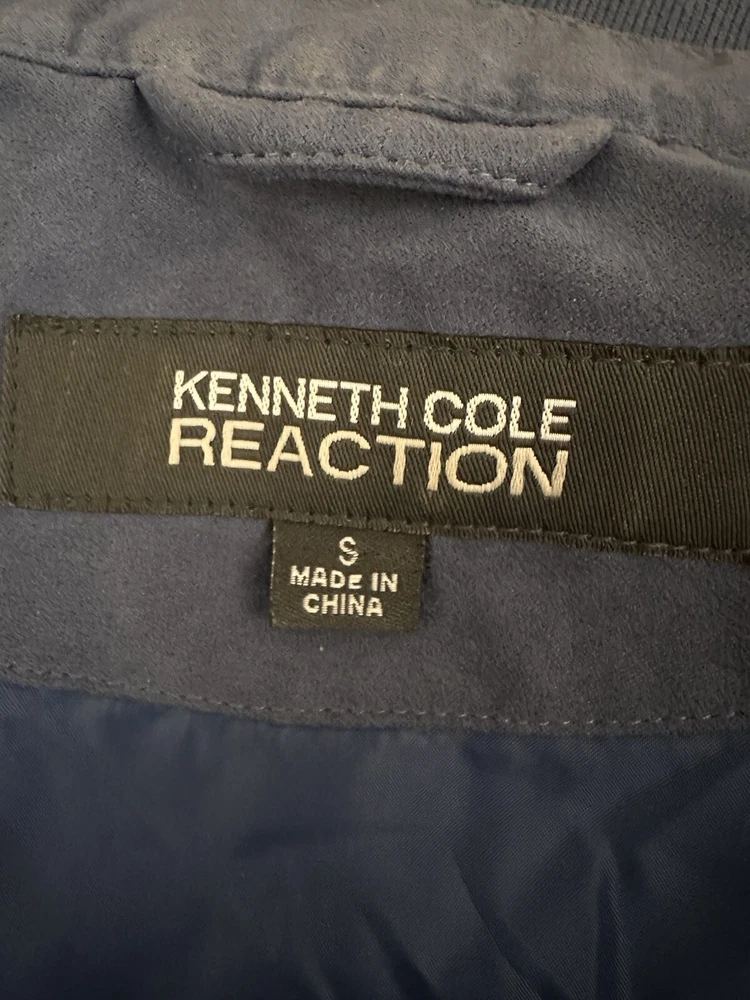 KENNETH COLE
REACTION
S
MADE IN
CHINA